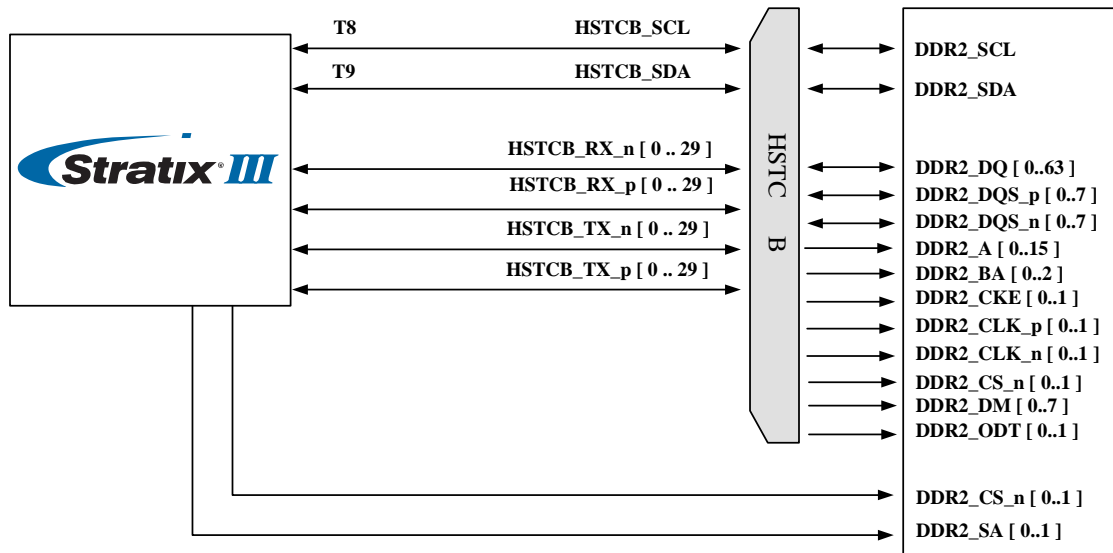 T8 HSTCB_SCL
T9 HSTCB_SDA
HSTCB_RX_n [ 0 .. 29 ]
HSTCB_RX_p [ 0 .. 29 ]
HSTCB_TX_n [ 0 .. 29 ]
HSTCB_TX_p [ 0 .. 29 ]
Stratix® III
HSTC B
DDR2_SCL
DDR2_SDA
DDR2_DQ [ 0..63 ]
DDR2_DQS_p [ 0..7 ]
DDR2_DQS_n [ 0..7 ]
DDR2_A [ 0..15 ]
DDR2_BA [ 0..2 ]
DDR2_CKE [ 0..1 ]
DDR2_CLK_p [ 0..1 ]
DDR2_CLK_n [ 0..1 ]
DDR2_CS_n [ 0..1 ]
DDR2_DM [ 0..7 ]
DDR2_ODT [ 0..1 ]
DDR2_CS_n [ 0..1 ]
DDR2_SA [ 0..1 ]